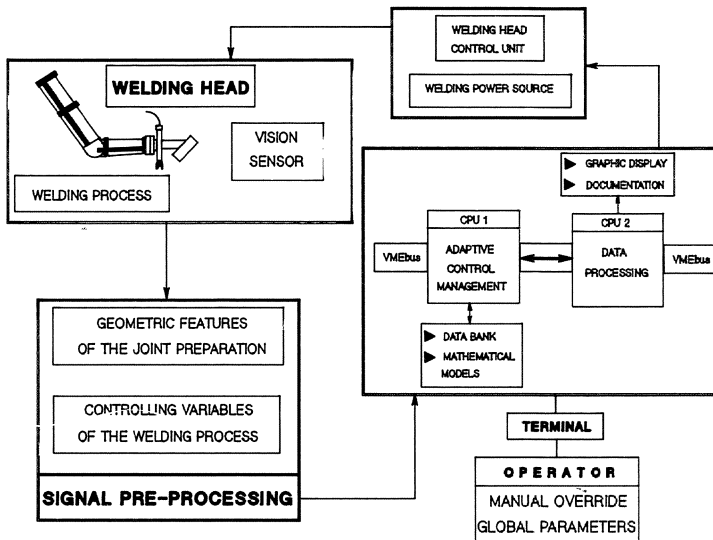 WELDING HEAD
CONTROL UNIT
WELDING POWER SOURCE
WELDING HEAD
VISION
SENSOR
WELDING PROCESS
GRAPHIC DISPLAY
DOCUMENTATION
CPU 1
CPU 2
VMEbus
ADAPTIVE
CONTROL
MANAGEMENT
DATA
PROCESSING
VMEbus
DATA BANK
MATHEMATICAL
MODELS
GEOMETRIC FEATURES
OF THE JOINT PREPARATION
CONTROLLING VARIABLES
OF THE WELDING PROCESS
SIGNAL PRE-PROCESSING
TERMINAL
OPERATOR
MANUAL OVERRIDE
GLOBAL PARAMETERS